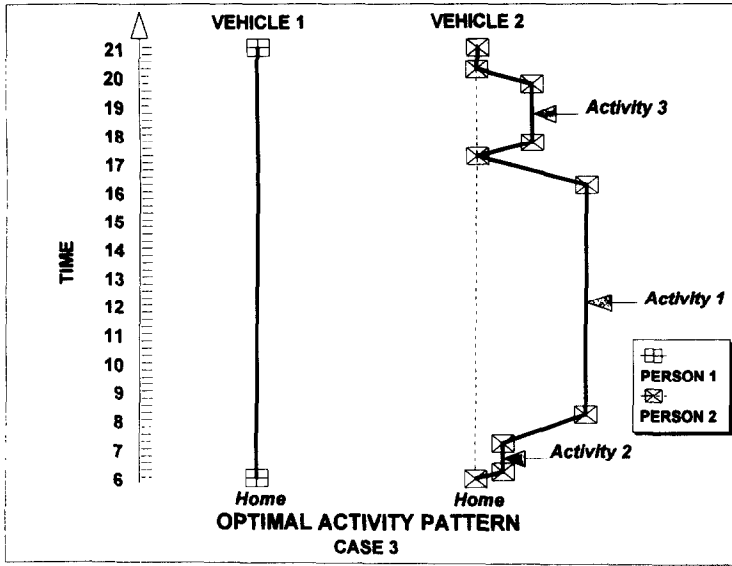 VEHICLE 1
VEHICLE 2
21
20
19
18
17
16
15
14
13
12
11
10
9
8
7
6
TIME
Activity 3
Activity 1
Activity 2
PERSON 1
PERSON 2
Home
Home
OPTIMAL ACTIVITY PATTERN
CASE 3